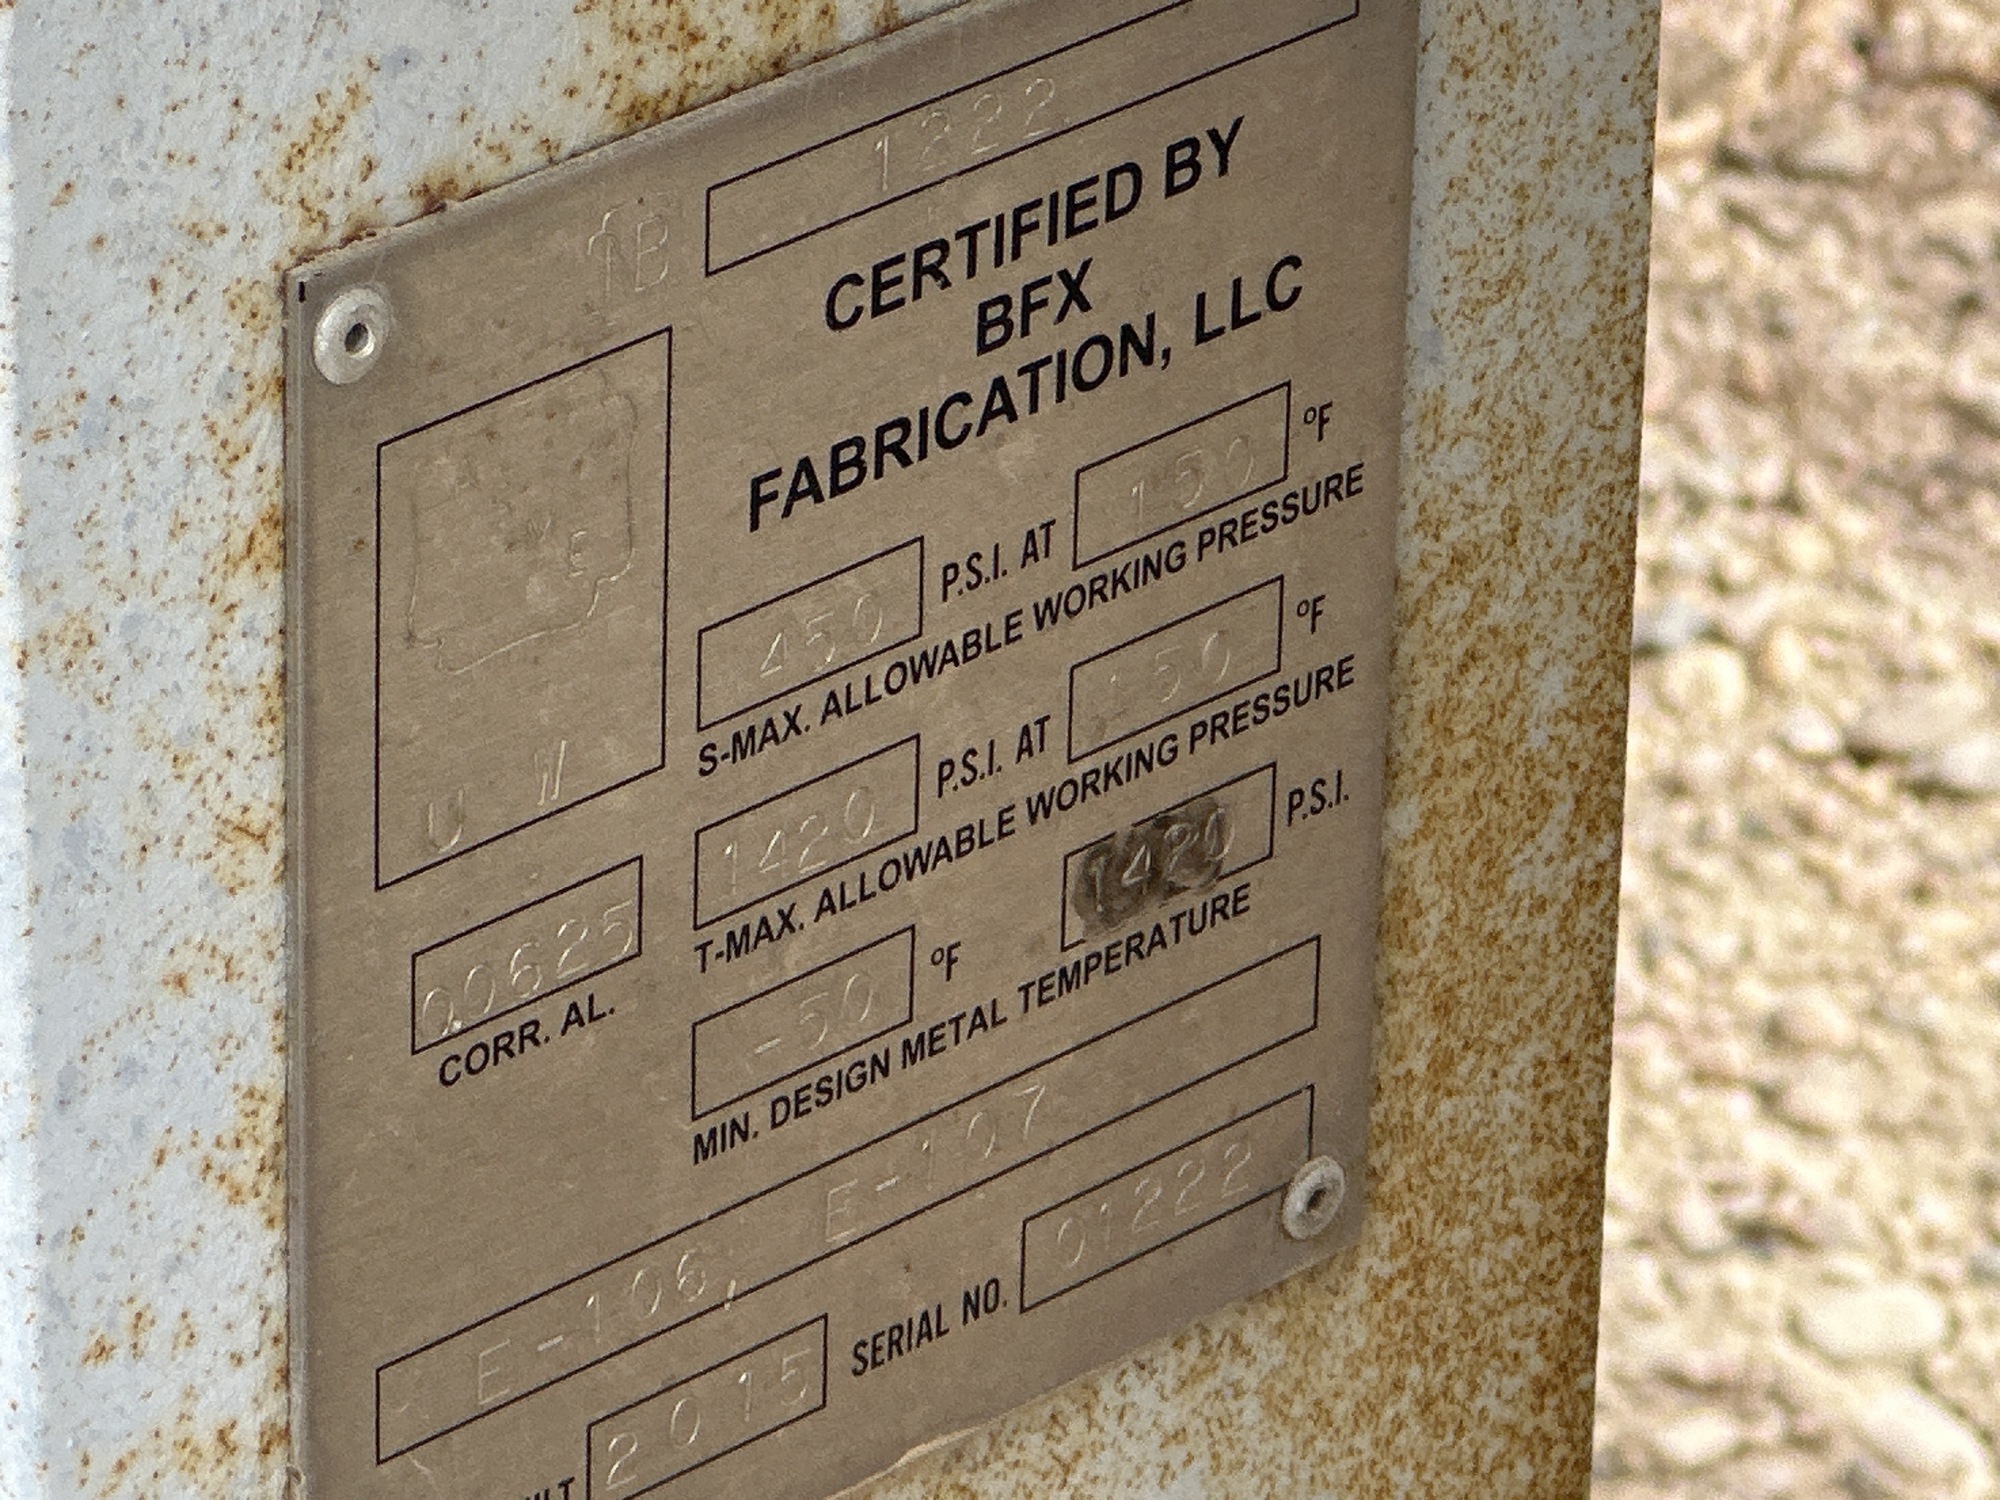 1222
CERTIFIED BY
BFX
FABRICATION, LLC
450 P.S.I. AT 150 °F
S-MAX. ALLOWABLE WORKING PRESSURE
U W
1420 P.S.I. AT 150 °F
T-MAX. ALLOWABLE WORKING PRESSURE
0.0625
CORR. AL.
-50 °F 1420 P.S.I.
MIN. DESIGN METAL TEMPERATURE
E-106, E-107
2015 SERIAL NO. 01222